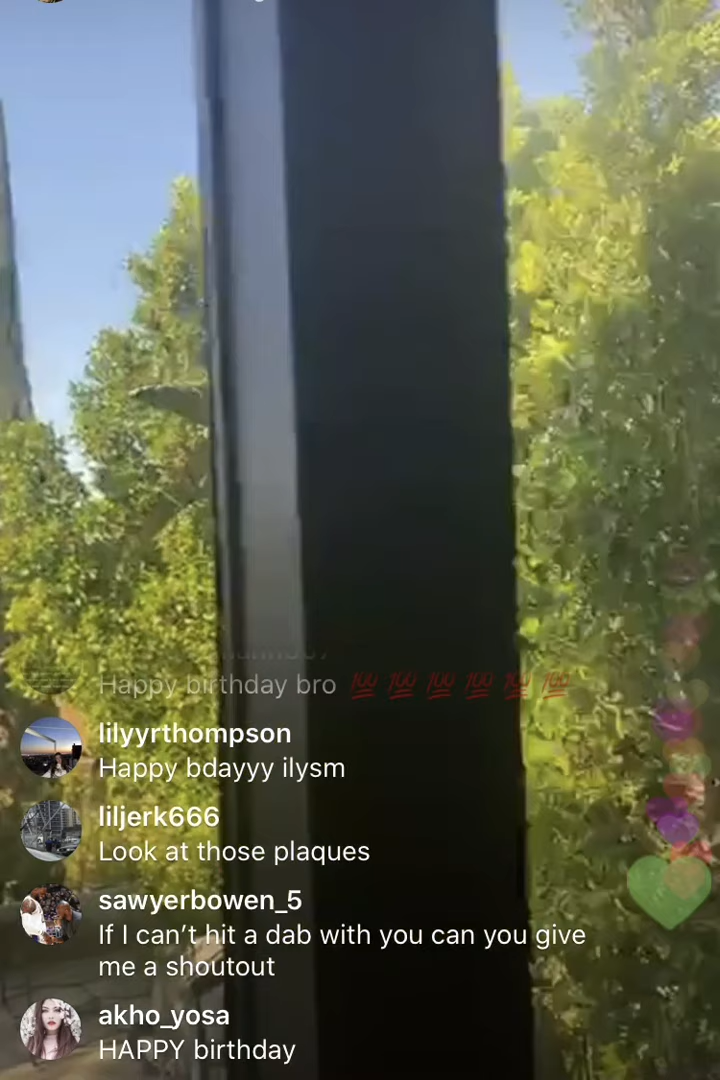 Happy birthday bro 💯 💯 💯 💯 💯 💯
lilyyrthompson
Happy bdayyy ilysm
liljerk666
Look at those plaques
sawyerbowen_5
If I can't hit a dab with you can you give
me a shoutout
akho_yosa
HAPPY birthday